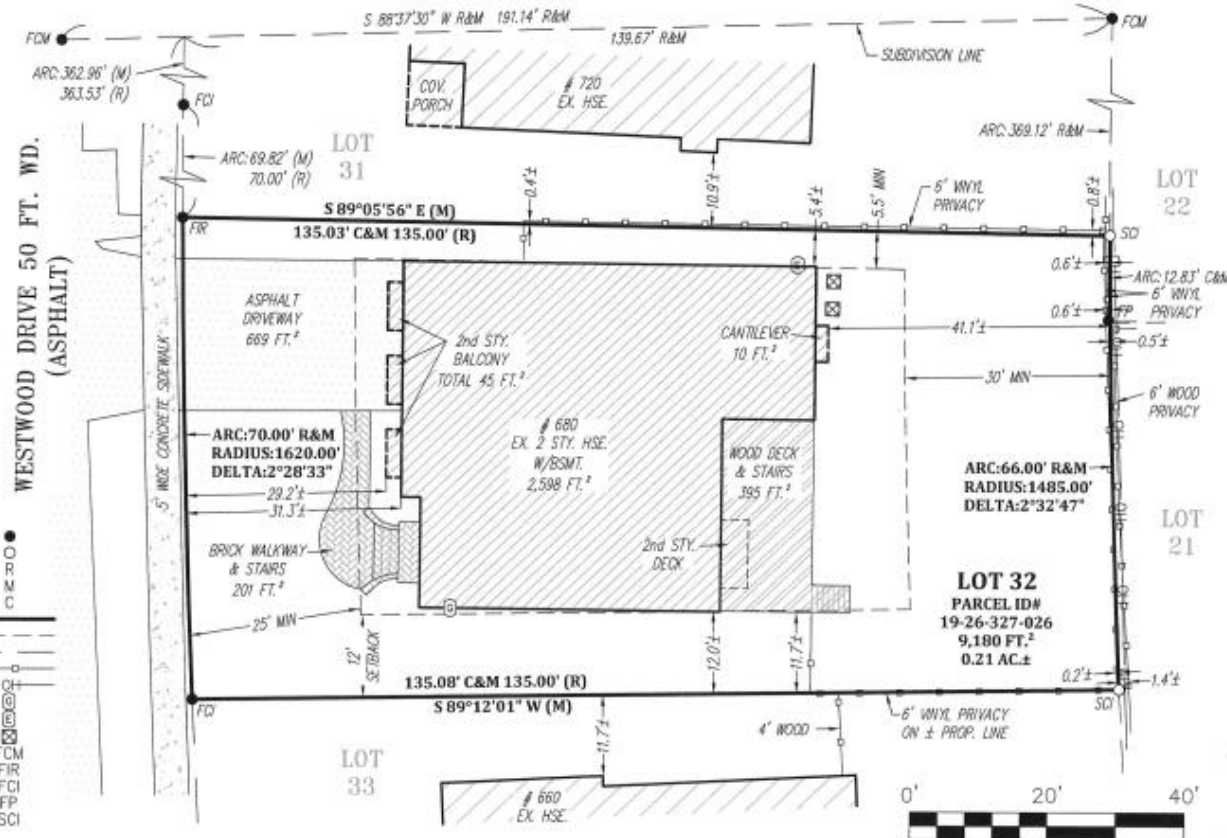 S 88°37'30" W R&M 191.14' R&M
FCM
FCM
139.67' R&M
SUBDIVISION LINE
ARC:362.96' (M)
363.53' (R)
FCI
COV.
PORCH
# 720
EX. HSE.
ARC:369.12' R&M
WESTWOOD DRIVE 50 FT. WD.
(ASPHALT)
ARC:69.82' (M)
70.00' (R)
LOT
31
LOT
22
0.4'±
10.9'±
5.4'±
5.5' MIN
6' VINYL
PRIVACY
0.8'±
FIR
S 89°05'56" E (M)
135.03' C&M 135.00' (R)
SCI
0.6'±
ARC:12.83' C&M
6' VINYL
PRIVACY
0.6'±
FP
0.5'±
ASPHALT
DRIVEWAY
669 FT.²
2nd STY.
BALCONY
TOTAL 45 FT.²
CANTILEVER
10 FT.²
41.1'±
30' MIN
6' WOOD
PRIVACY
5' WIDE CONCRETE SIDEWALK
ARC:70.00' R&M
RADIUS:1620.00'
DELTA:2°28'33"
29.2'±
31.3'±
# 680
EX. 2 STY. HSE.
W/BSMT.
2,598 FT.²
WOOD DECK
& STAIRS
395 FT.²
ARC:66.00' R&M
RADIUS:1485.00'
DELTA:2°32'47"
LOT
21
BRICK WALKWAY
& STAIRS
201 FT.²
2nd STY.
DECK
LOT 32
PARCEL ID#
19-26-327-026
9,180 FT.²
0.21 AC.±
G
25' MIN
12'
SETBACK
12.0'±
11.7'±
0.2'±
1.4'±
135.08' C&M 135.00' (R)
S 89°12'01" W (M)
FCI
SCI
6' VINYL PRIVACY
ON ± PROP. LINE
4' WOOD
11.7'±
LOT
33
# 660
EX. HSE.
R
M
C
OH
G
E
FCM
FIR
FCI
FP
SCI
0' 20' 40'